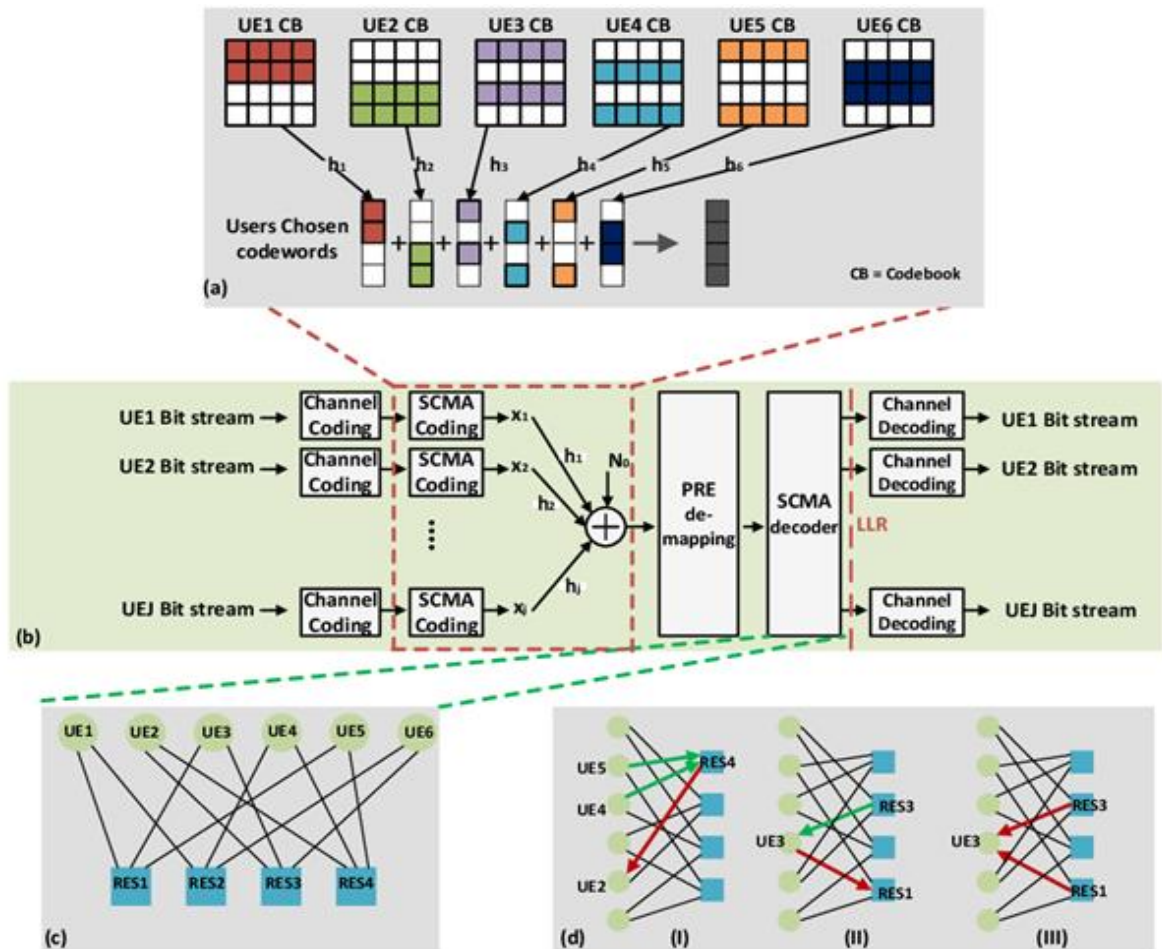 UE1 CB UE2 CB UE3 CB UE4 CB UE5 CB UE6 CB
h₁ h₂ h₃ h₄ h₅ h₆
Users Chosen
codewords
+ + + + +
CB = Codebook
(a)
UE1 Bit stream
Channel
Coding
SCMA
Coding
x₁
h₁
Channel
Decoding
UE1 Bit stream
UE2 Bit stream
Channel
Coding
SCMA
Coding
x₂
h₂
N₀
Channel
Decoding
UE2 Bit stream
+
PRE
de-
mapping
SCMA
decoder
LLR
UEJ Bit stream
Channel
Coding
SCMA
Coding
xⱼ
hⱼ
Channel
Decoding
UEJ Bit stream
(b)
UE1 UE2 UE3 UE4 UE5 UE6
RES1 RES2 RES3 RES4
(c)
UE5
UE4
UE2
RES4
(I)
UE3
RES3
RES1
(II)
UE3
RES3
RES1
(III)
(d)